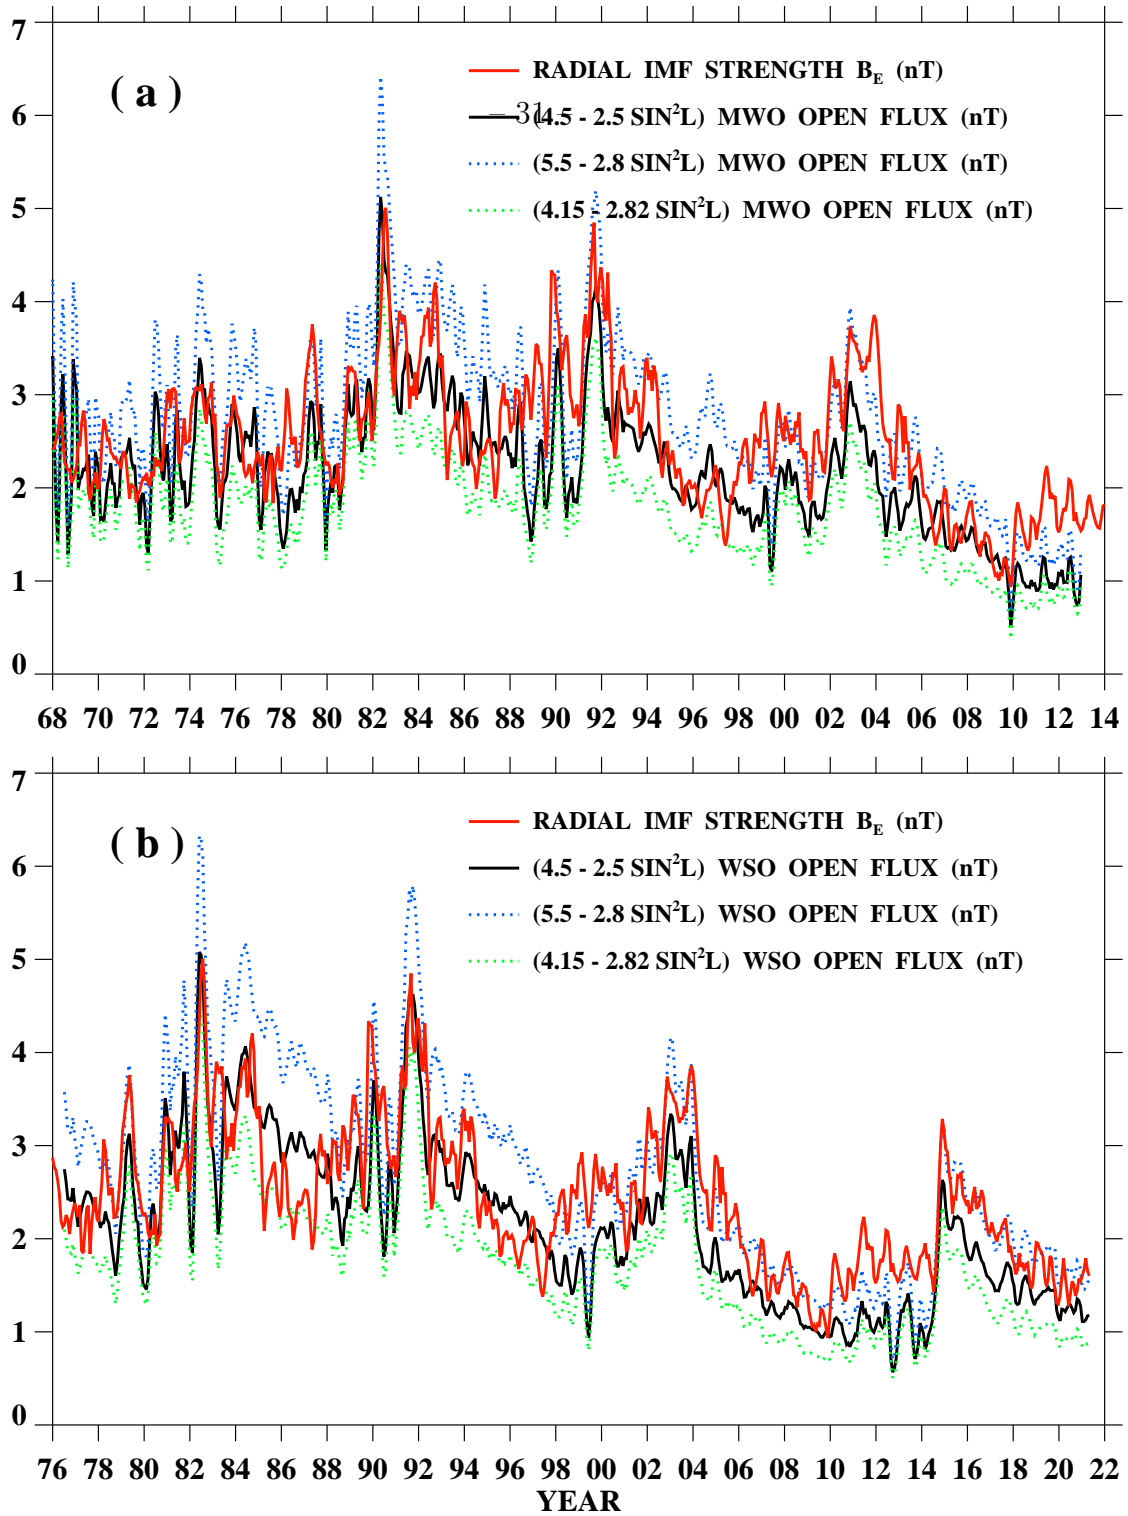 7
( a )
RADIAL IMF STRENGTH B_E (nT)
6
– 31 –
(4.5 - 2.5 SIN²L) MWO OPEN FLUX (nT)
(5.5 - 2.8 SIN²L) MWO OPEN FLUX (nT)
5
(4.15 - 2.82 SIN²L) MWO OPEN FLUX (nT)
4
3
2
1
0
68 70 72 74 76 78 80 82 84 86 88 90 92 94 96 98 00 02 04 06 08 10 12 14
7
( b )
RADIAL IMF STRENGTH B_E (nT)
6
(4.5 - 2.5 SIN²L) WSO OPEN FLUX (nT)
(5.5 - 2.8 SIN²L) WSO OPEN FLUX (nT)
5
(4.15 - 2.82 SIN²L) WSO OPEN FLUX (nT)
4
3
2
1
0
76 78 80 82 84 86 88 90 92 94 96 98 00 02 04 06 08 10 12 14 16 18 20 22
YEAR